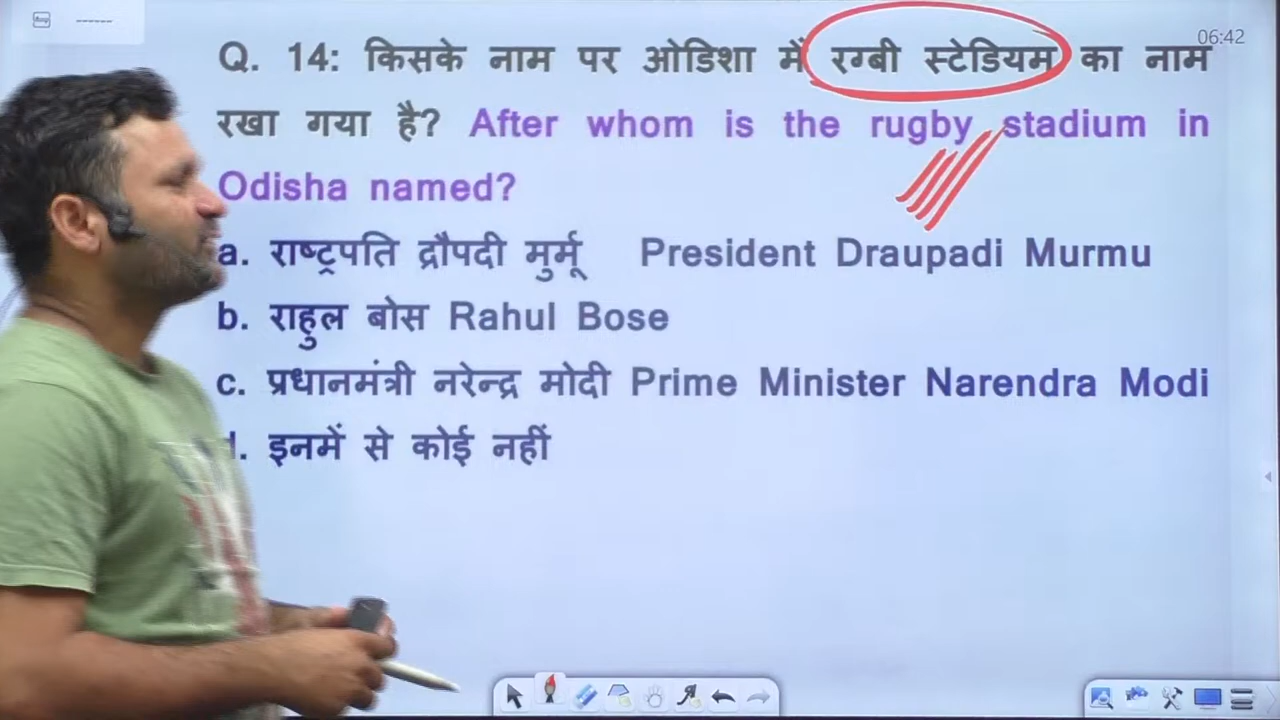 06:42
Q. 14: किसके नाम पर ओडिशा में रग्बी स्टेडियम का नाम
रखा गया है? After whom is the rugby stadium in
Odisha named?
a. राष्ट्रपति द्रौपदी मुर्मू President Draupadi Murmu
b. राहुल बोस Rahul Bose
c. प्रधानमंत्री नरेन्द्र मोदी Prime Minister Narendra Modi
d. इनमें से कोई नहीं